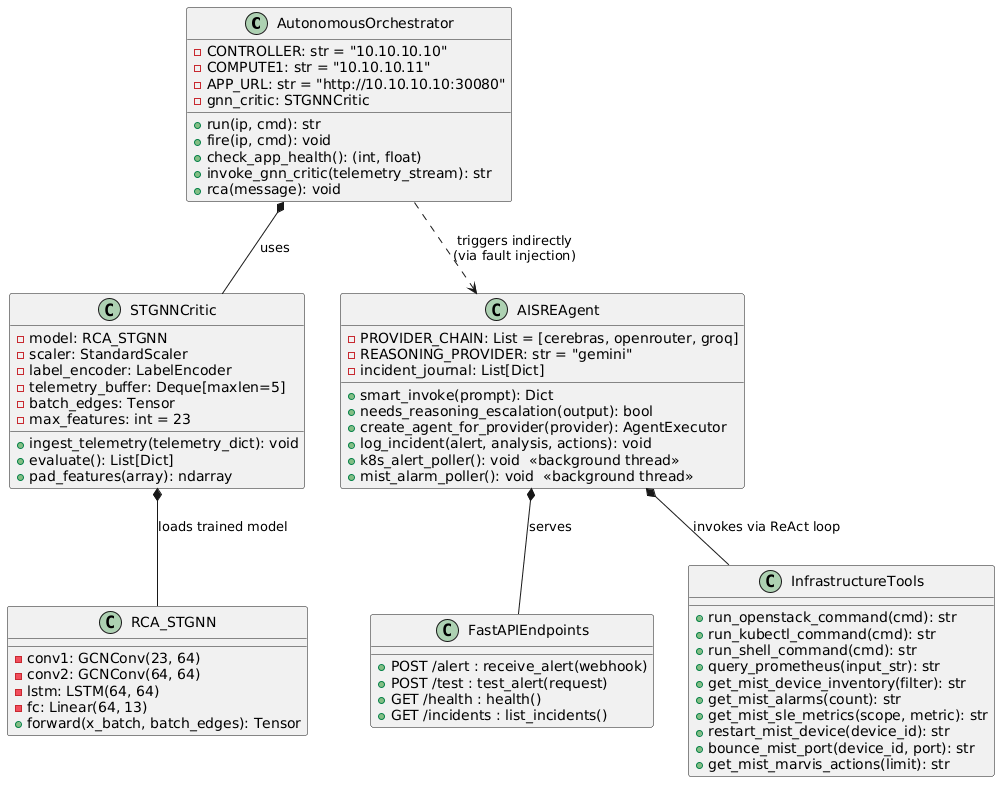 C AutonomousOrchestrator
CONTROLLER: str = "10.10.10.10"
COMPUTE1: str = "10.10.10.11"
APP_URL: str = "http://10.10.10.10:30080"
gnn_critic: STGNNCritic
run(ip, cmd): str
fire(ip, cmd): void
check_app_health(): (int, float)
invoke_gnn_critic(telemetry_stream): str
rca(message): void
uses
triggers indirectly
(via fault injection)
C STGNNCritic
model: RCA_STGNN
scaler: StandardScaler
label_encoder: LabelEncoder
telemetry_buffer: Deque[maxlen=5]
batch_edges: Tensor
max_features: int = 23
ingest_telemetry(telemetry_dict): void
evaluate(): List[Dict]
pad_features(array): ndarray
C AISREAgent
PROVIDER_CHAIN: List = [cerebras, openrouter, groq]
REASONING_PROVIDER: str = "gemini"
incident_journal: List[Dict]
smart_invoke(prompt): Dict
needs_reasoning_escalation(output): bool
create_agent_for_provider(provider): AgentExecutor
log_incident(alert, analysis, actions): void
k8s_alert_poller(): void «background thread»
mist_alarm_poller(): void «background thread»
loads trained model
serves
invokes via ReAct loop
C RCA_STGNN
conv1: GCNConv(23, 64)
conv2: GCNConv(64, 64)
lstm: LSTM(64, 64)
fc: Linear(64, 13)
forward(x_batch, batch_edges): Tensor
C FastAPIEndpoints
POST /alert : receive_alert(webhook)
POST /test : test_alert(request)
GET /health : health()
GET /incidents : list_incidents()
C InfrastructureTools
run_openstack_command(cmd): str
run_kubectl_command(cmd): str
run_shell_command(cmd): str
query_prometheus(input_str): str
get_mist_device_inventory(filter): str
get_mist_alarms(count): str
get_mist_sle_metrics(scope, metric): str
restart_mist_device(device_id): str
bounce_mist_port(device_id, port): str
get_mist_marvis_actions(limit): str